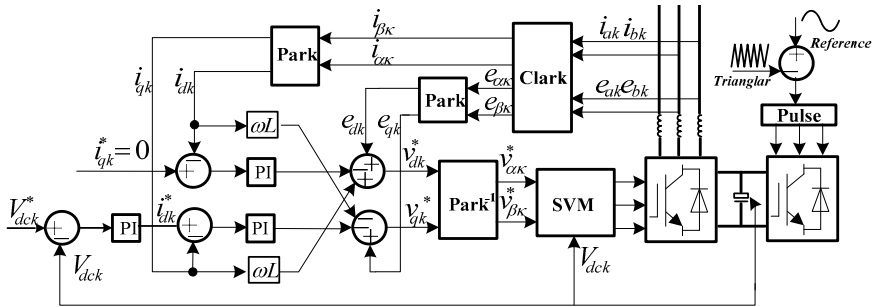 i_βκ
i_ακ
i_qk
i_dk
Park
Clark
i_ak i_bk
e_ak e_bk
e_ακ
e_βκ
Park
e_dk
e_qk
ωL
i*_qk = 0
PI
v*_dk
v*_qk
V*_dck
PI
i*_dk
PI
V_dck
ωL
Park⁻¹
v*_ακ
v*_βκ
SVM
V_dck
Reference
Trianglar
Pulse